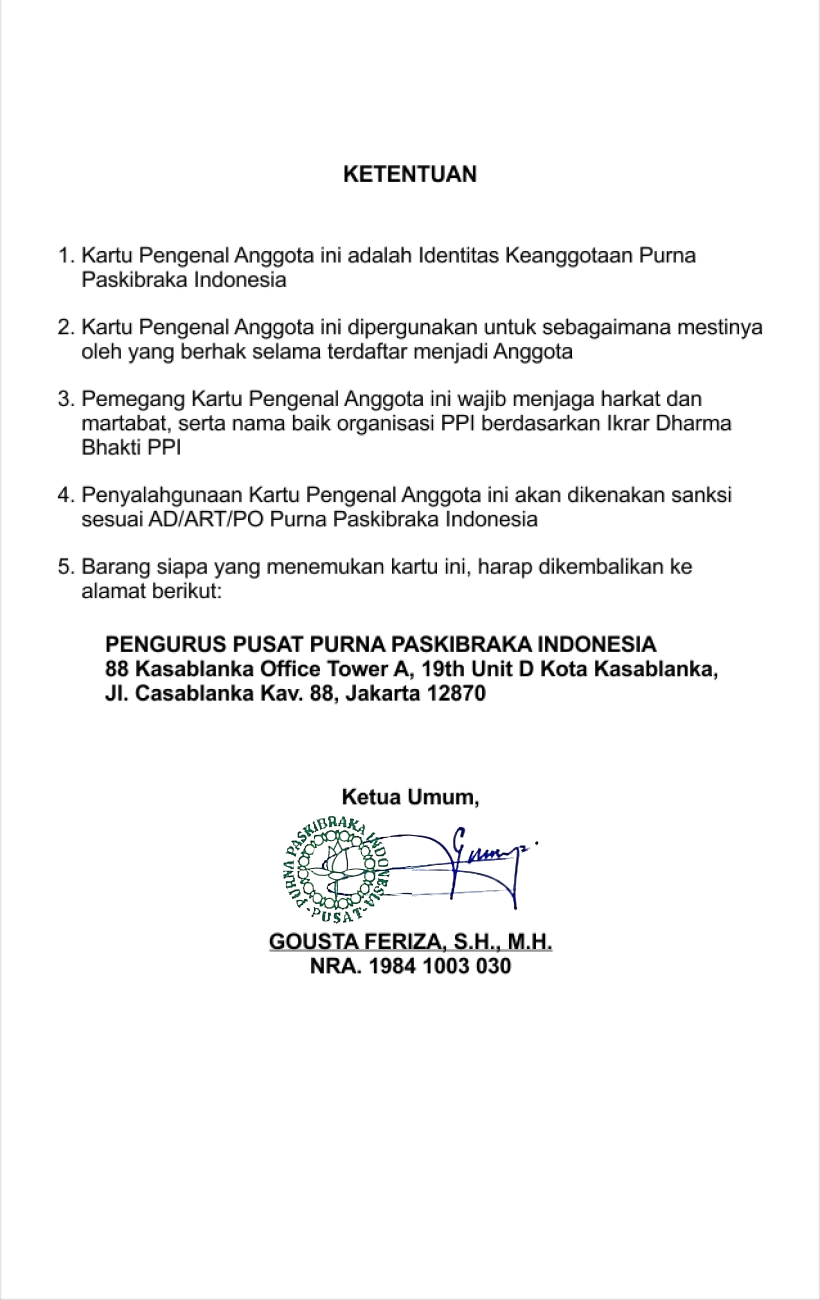 KETENTUAN
1. Kartu Pengenal Anggota ini adalah Identitas Keanggotaan Purna
Paskibraka Indonesia
2. Kartu Pengenal Anggota ini dipergunakan untuk sebagaimana mestinya
oleh yang berhak selama terdaftar menjadi Anggota
3. Pemegang Kartu Pengenal Anggota ini wajib menjaga harkat dan
martabat, serta nama baik organisasi PPI berdasarkan Ikrar Dharma
Bhakti PPI
4. Penyalahgunaan Kartu Pengenal Anggota ini akan dikenakan sanksi
sesuai AD/ART/PO Purna Paskibraka Indonesia
5. Barang siapa yang menemukan kartu ini, harap dikembalikan ke
alamat berikut:
PENGURUS PUSAT PURNA PASKIBRAKA INDONESIA
88 Kasablanka Office Tower A, 19th Unit D Kota Kasablanka,
Jl. Casablanka Kav. 88, Jakarta 12870
Ketua Umum,
PURNA PASKIBRAKA INDONESIA
-PUSAT-
GOUSTA FERIZA, S.H., M.H.
NRA. 1984 1003 030